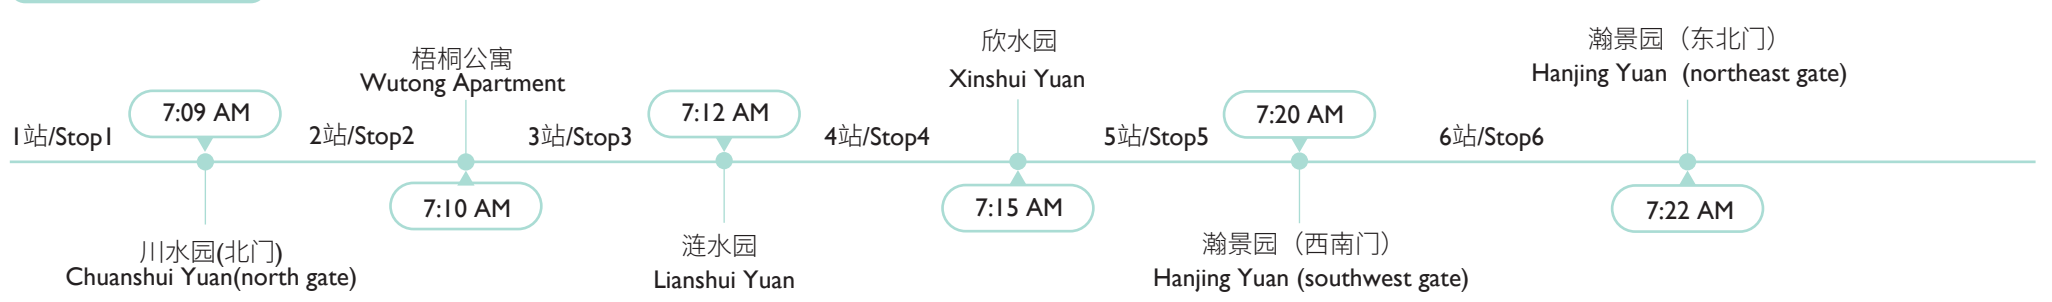 1站/Stop1
7:09 AM
川水园(北门)
Chuanshui Yuan(north gate)
2站/Stop2
梧桐公寓
Wutong Apartment
7:10 AM
3站/Stop3
7:12 AM
涟水园
Lianshui Yuan
4站/Stop4
欣水园
Xinshui Yuan
7:15 AM
5站/Stop5
7:20 AM
瀚景园（西南门）
Hanjing Yuan (southwest gate)
6站/Stop6
瀚景园（东北门）
Hanjing Yuan (northeast gate)
7:22 AM